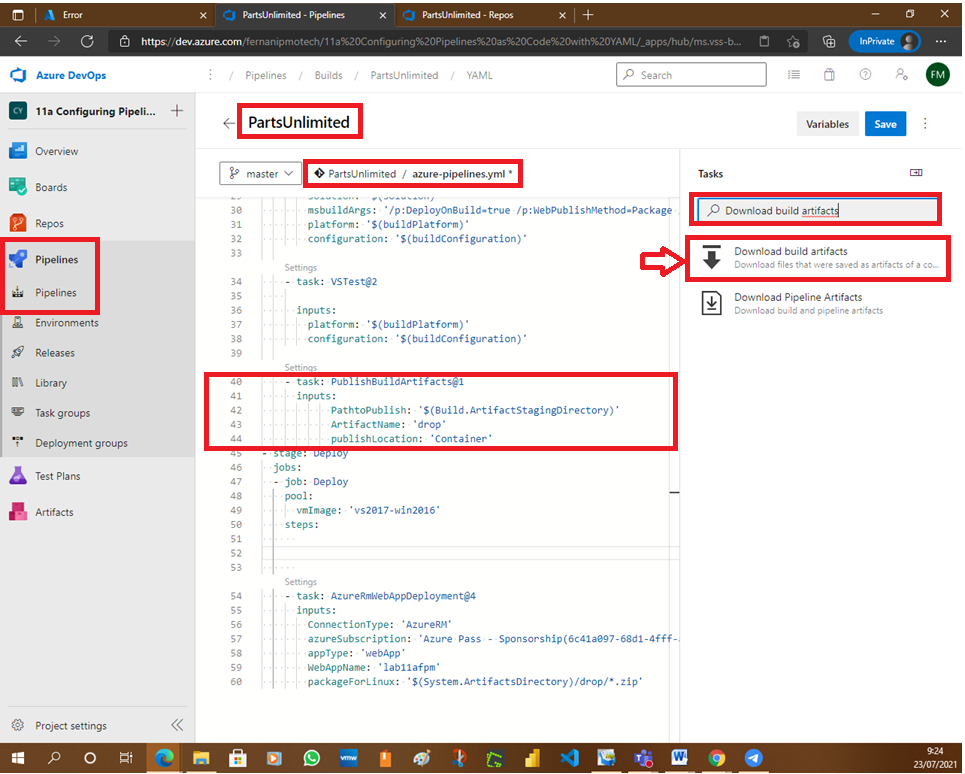 Error
PartsUnlimited - Pipelines
PartsUnlimited - Repos
https://dev.azure.com/fernanipmotech/11a%20Configuring%20Pipelines%20as%20Code%20with%20YAML/_apps/hub/ms.vss-b...
InPrivate
Azure DevOps
/ Pipelines / Builds / PartsUnlimited / YAML
Search
FM
CY 11a Configuring Pipeli...
PartsUnlimited
Variables
Save
Overview
Boards
Repos
Pipelines
Pipelines
Environments
Releases
Library
Task groups
Deployment groups
Test Plans
Artifacts
Project settings
master
PartsUnlimited / azure-pipelines.yml *
29 solution: '$(solution)'
30 msbuildArgs: '/p:DeployOnBuild=true /p:WebPublishMethod=Package
31 platform: '$(buildPlatform)'
32 configuration: '$(buildConfiguration)'
33
Settings
34 - task: VSTest@2
35
36 inputs:
37 platform: '$(buildPlatform)'
38 configuration: '$(buildConfiguration)'
39
Settings
40 - task: PublishBuildArtifacts@1
41 inputs:
42 PathtoPublish: '$(Build.ArtifactStagingDirectory)'
43 ArtifactName: 'drop'
44 publishLocation: 'Container'
45 - stage: Deploy
46 jobs:
47 - job: Deploy
48 pool:
49 vmImage: 'vs2017-win2016'
50 steps:
51
52
53
Settings
54 - task: AzureRmWebAppDeployment@4
55 inputs:
56 ConnectionType: 'AzureRM'
57 azureSubscription: 'Azure Pass - Sponsorship(6c41a097-68d1-4fff-
58 appType: 'webApp'
59 WebAppName: 'lab11afpm'
60 packageForLinux: '$(System.ArtifactsDirectory)/drop/*.zip'
Tasks
Download build artifacts
Download build artifacts
Download files that were saved as artifacts of a co...
Download Pipeline Artifacts
Download build and pipeline artifacts
vmw
9:24
23/07/2021